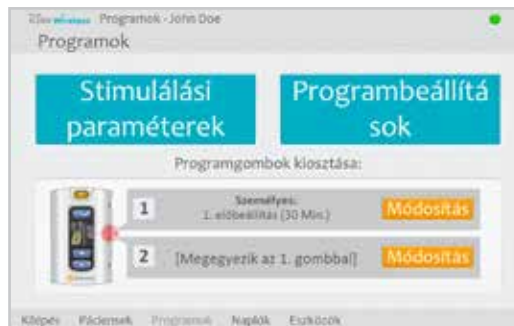 Programok - John Doe
Programok
Stimulálási
paraméterek
Programbeállítá
sok
Programgombok kiosztása:
1
Személyes:
1. előbeállítás (30 Min.)
Módosítás
2
[Megegyezik az 1. gombbal]
Módosítás
Kilépés Páciensek Programok Naplók Eszközök